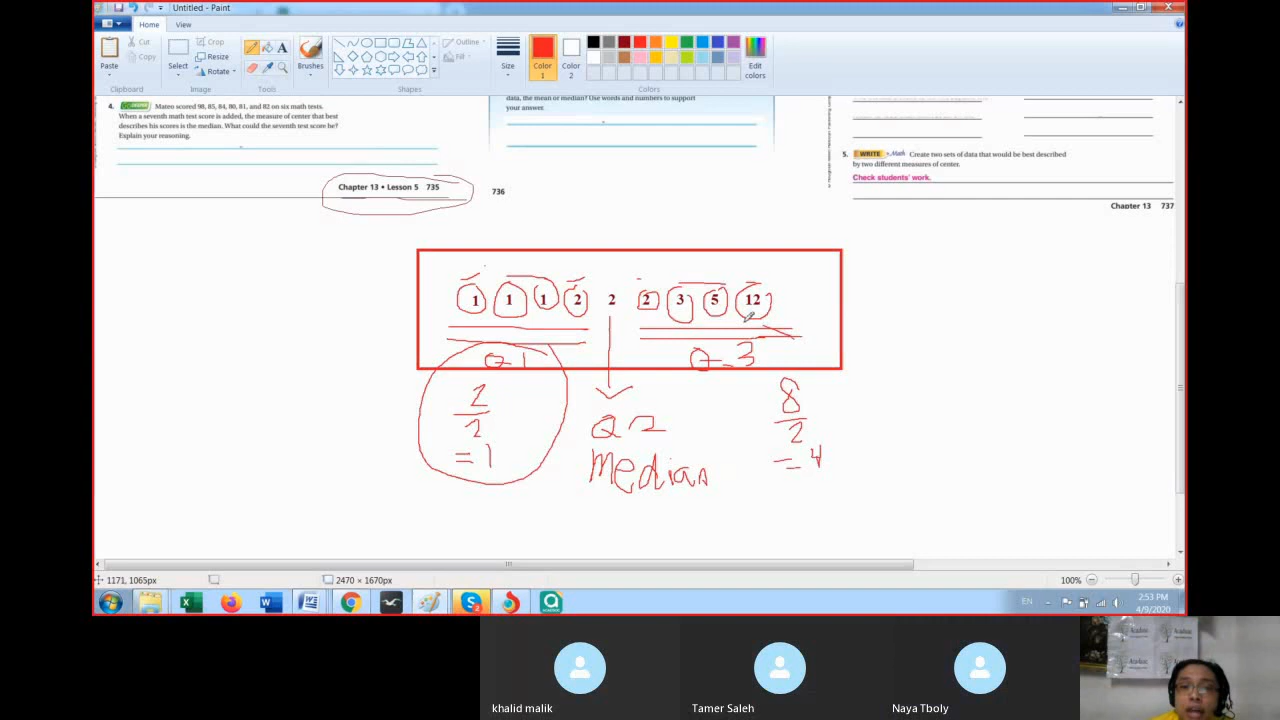 Untitled - Paint
Home View
Cut
Copy
Paste
Clipboard
Crop
Resize
Rotate
Select
Image
Tools
Brushes
Shapes
Outline
Fill
Size
Color 1
Color 2
Edit colors
Colors
4. Mateo scored 98, 85, 84, 80, 81, and 82 on six math tests.
When a seventh math test score is added, the measure of center that best
describes his scores is the median. What could the seventh test score be?
Explain your reasoning.
Chapter 13 • Lesson 5 735
data, the mean or median? Use words and numbers to support
your answer.
736
5. WRITE Math Create two sets of data that would be best described
by two different measures of center.
Check students' work.
Chapter 13 737
1 1 1 2 2 2 3 5 12
Q1 Q3
2
2
= 1
Q2
Median
8
2
= 4
1171, 1065px
2470 × 1670px
100%
EN
2:53 PM
4/9/2020
khalid malik
Tamer Saleh
Naya Tboly